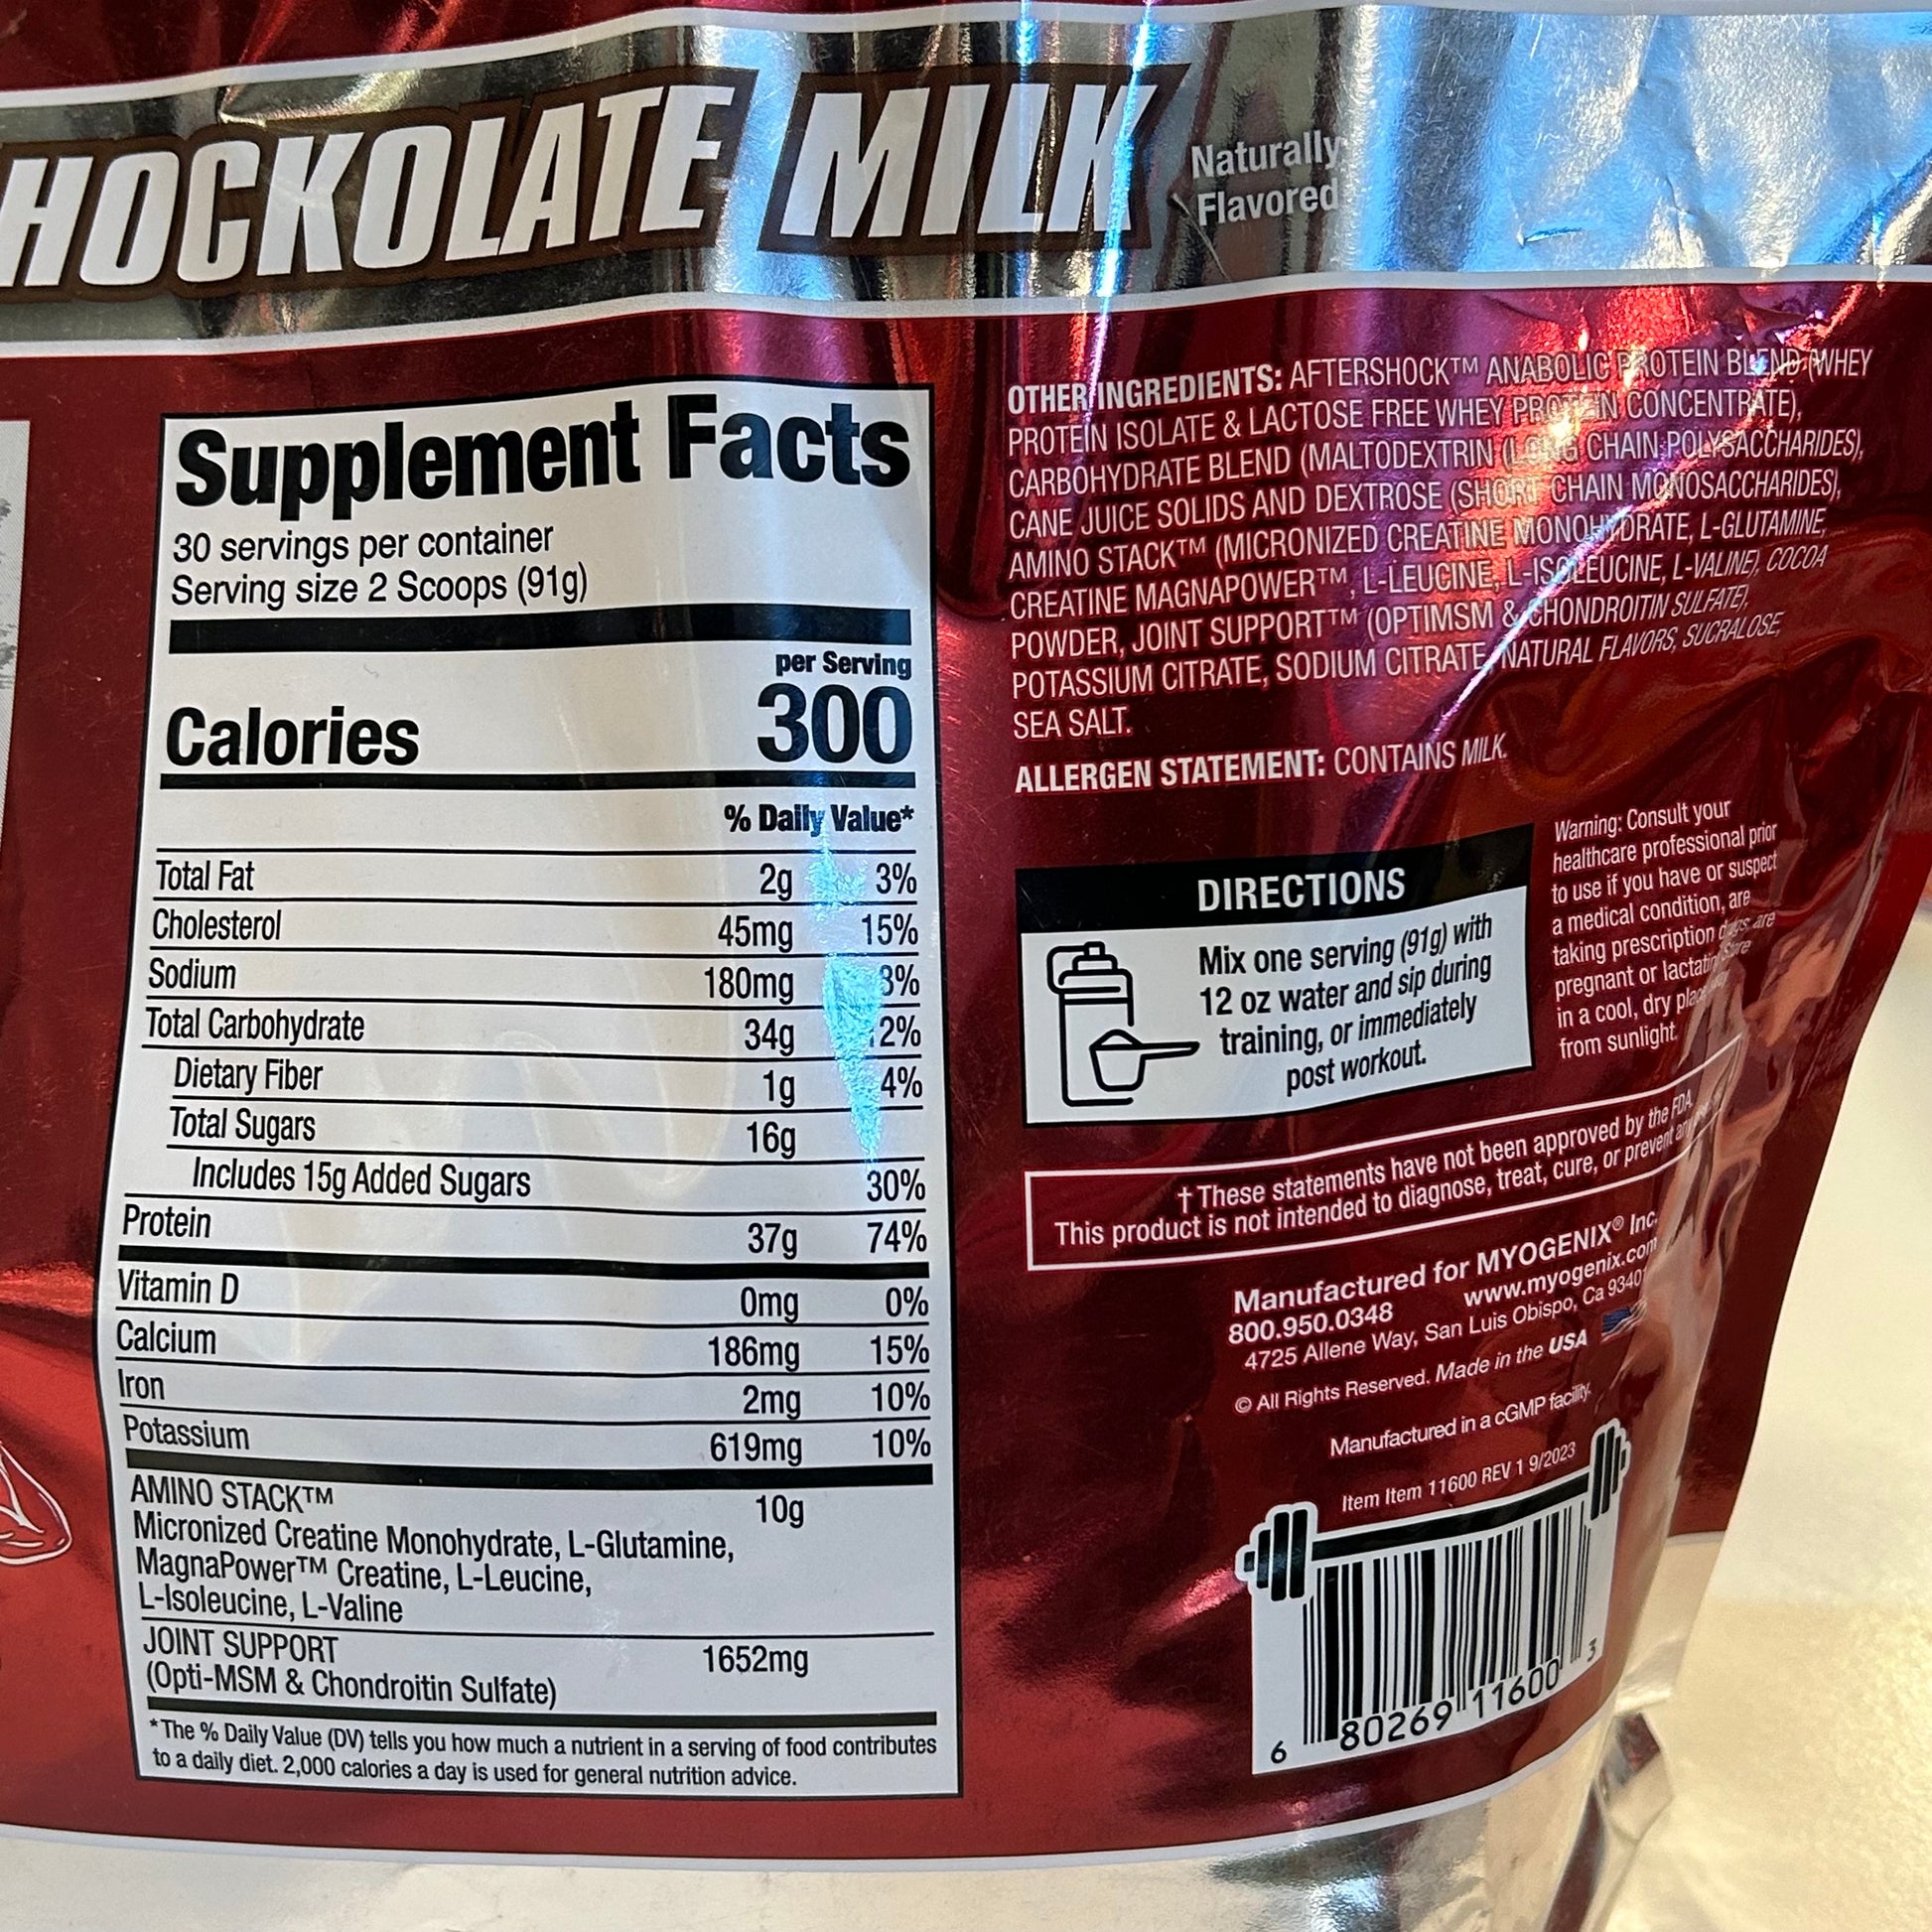 HOCKOLATE MILK
Naturally
Flavored
Supplement Facts
30 servings per container
Serving size 2 Scoops (91g)
per Serving
Calories 300
% Daily Value*
Total Fat 2g 3%
Cholesterol 45mg 15%
Sodium 180mg 8%
Total Carbohydrate 34g 12%
Dietary Fiber 1g 4%
Total Sugars 16g
Includes 15g Added Sugars 30%
Protein 37g 74%
Vitamin D 0mg 0%
Calcium 186mg 15%
Iron 2mg 10%
Potassium 619mg 10%
AMINO STACK™ 10g
Micronized Creatine Monohydrate, L-Glutamine,
MagnaPower™ Creatine, L-Leucine,
L-Isoleucine, L-Valine
JOINT SUPPORT 1652mg
(Opti-MSM & Chondroitin Sulfate)
*The % Daily Value (DV) tells you how much a nutrient in a serving of food contributes
to a daily diet. 2,000 calories a day is used for general nutrition advice.
OTHER INGREDIENTS: AFTERSHOCK™ ANABOLIC PROTEIN BLEND (WHEY
PROTEIN ISOLATE & LACTOSE FREE WHEY PROTEIN CONCENTRATE),
CARBOHYDRATE BLEND (MALTODEXTRIN (LONG CHAIN POLYSACCHARIDES),
CANE JUICE SOLIDS AND DEXTROSE (SHORT CHAIN MONOSACCHARIDES),
AMINO STACK™ (MICRONIZED CREATINE MONOHYDRATE, L-GLUTAMINE,
CREATINE MAGNAPOWER™, L-LEUCINE, L-ISOLEUCINE, L-VALINE), COCOA
POWDER, JOINT SUPPORT™ (OPTIMSM & CHONDROITIN SULFATE),
POTASSIUM CITRATE, SODIUM CITRATE, NATURAL FLAVORS, SUCRALOSE,
SEA SALT.
ALLERGEN STATEMENT: CONTAINS MILK.
DIRECTIONS
Mix one serving (91g) with
12 oz water and sip during
training, or immediately
post workout.
Warning: Consult your
healthcare professional prior
to use if you have or suspect
a medical condition, are
taking prescription drugs are
pregnant or
in a cool, dry
from sunlight.
†These statements have not been approved by the FDA.
This product is not intended to diagnose, treat, cure, or prevent
Manufactured for MYOGENIX® Inc.
800.950.0348 www.myogenix.com
4725 Allene Way, San Luis Obispo, Ca 93401
© All Rights Reserved. Made in the USA
Manufactured in a cGMP facility.
Item Item 11600 REV 1 9/2023
6 80269 11600 3